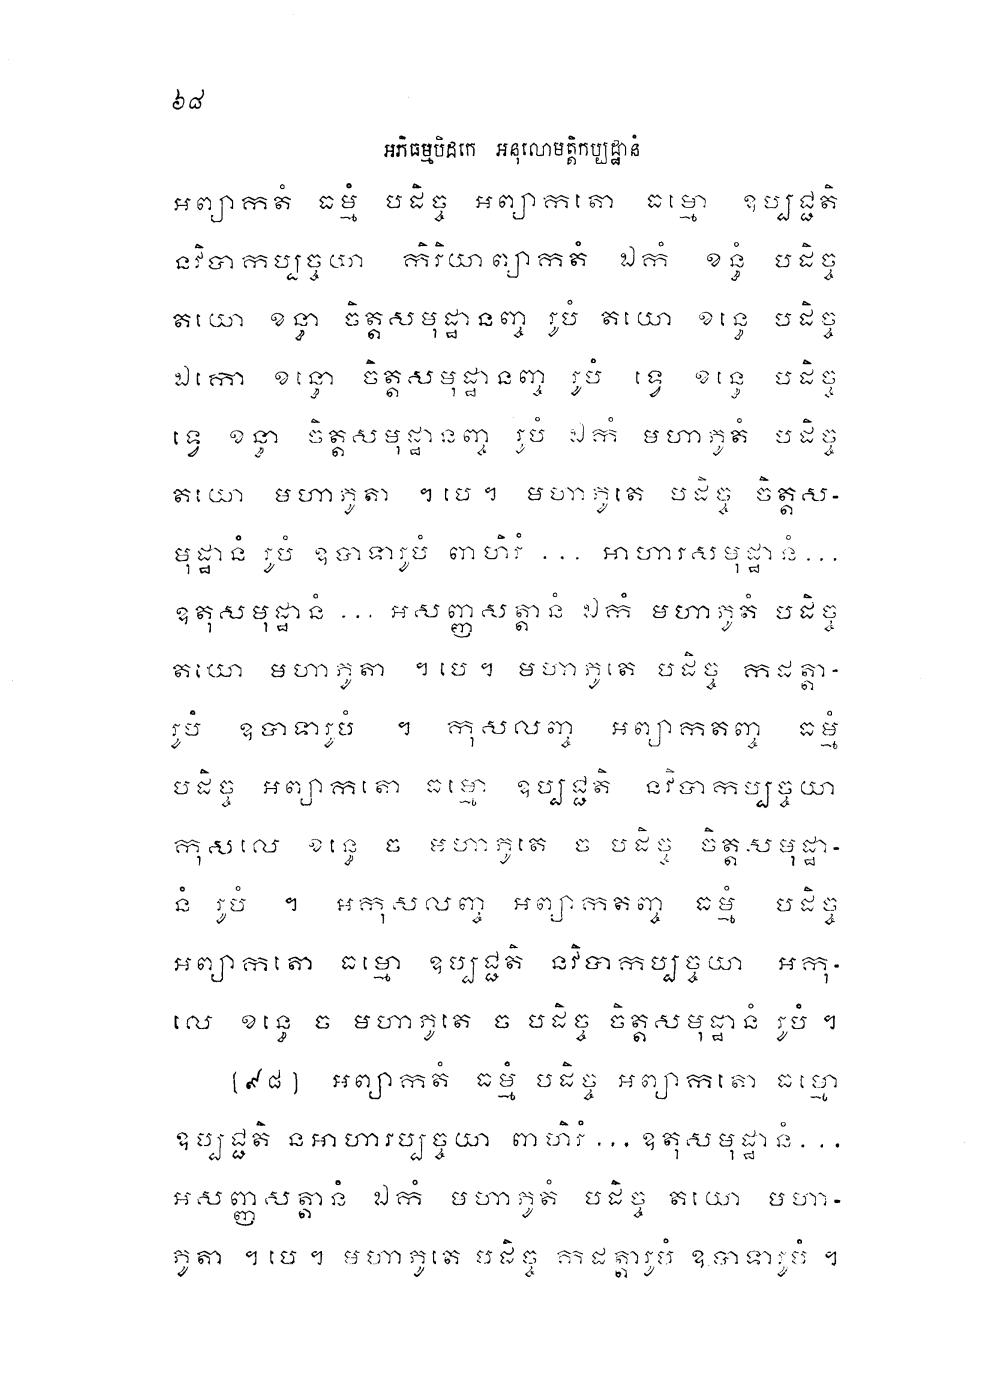 ៦៨
អភិធម្មបិដកេ អនុលោមត្តិកប្បដ្ឋានំ
អព្យាកតំ ធម្មំ បដិច្ច អព្យាកតោ ធម្មោ ឧប្បជ្ជតិ
នវិបាកប្បច្ចយា កិរិយាព្យាកតំ ឯកំ ខន្ធំ បដិច្ច
តយោ ខន្ធា ចិត្តសមុដ្ឋានញ្ច រូបំ តយោ ខន្ធេ បដិច្ច
ឯកោ ខន្ធោ ចិត្តសមុដ្ឋានញ្ច រូបំ ទ្វេ ខន្ធេ បដិច្ច
ទ្វេ ខន្ធា ចិត្តសមុដ្ឋានញ្ច រូបំ ឯកំ មហាភូតំ បដិច្ច
តយោ មហាភូតា ។ បេ ។ មហាភូតេ បដិច្ច ចិត្តស-
មុដ្ឋានំ រូបំ ឧបាទារូបំ ពាហិរំ ... អាហារសមុដ្ឋានំ ...
ឧតុសមុដ្ឋានំ ... អសញ្ញសត្តានំ ឯកំ មហាភូតំ បដិច្ច
តយោ មហាភូតា ។ បេ ។ មហាភូតេ បដិច្ច កដត្តា-
រូបំ ឧបាទារូបំ ។ កុសលញ្ច អព្យាកតញ្ច ធម្មំ
បដិច្ច អព្យាកតោ ធម្មោ ឧប្បជ្ជតិ នវិបាកប្បច្ចយា
កុសលេ ខន្ធេ ច មហាភូតេ ច បដិច្ច ចិត្តសមុដ្ឋា-
នំ រូបំ ។ អកុសលញ្ច អព្យាកតញ្ច ធម្មំ បដិច្ច
អព្យាកតោ ធម្មោ ឧប្បជ្ជតិ នវិបាកប្បច្ចយា អកុ-
លេ ខន្ធេ ច មហាភូតេ ច បដិច្ច ចិត្តសមុដ្ឋានំ រូបំ ។
(៩៨) អព្យាកតំ ធម្មំ បដិច្ច អព្យាកតោ ធម្មោ
ឧប្បជ្ជតិ នអាហារប្បច្ចយា ពាហិរំ ... ឧតុសមុដ្ឋានំ ...
អសញ្ញសត្តានំ ឯកំ មហាភូតំ បដិច្ច តយោ មហា-
ភូតា ។ បេ ។ មហាភូតេ បដិច្ច កដត្តារូបំ ឧបាទារូបំ ។